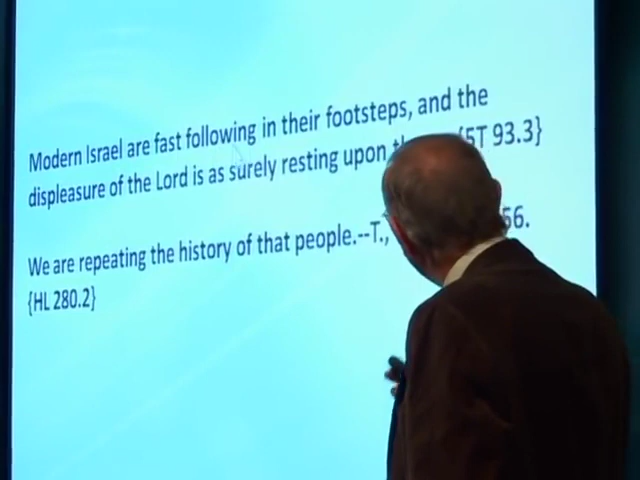 Modern Israel are fast following in their footsteps, and the
displeasure of the Lord is as surely resting upon {5T 93.3}
We are repeating the history of that people.--T., 56.
{HL 280.2}